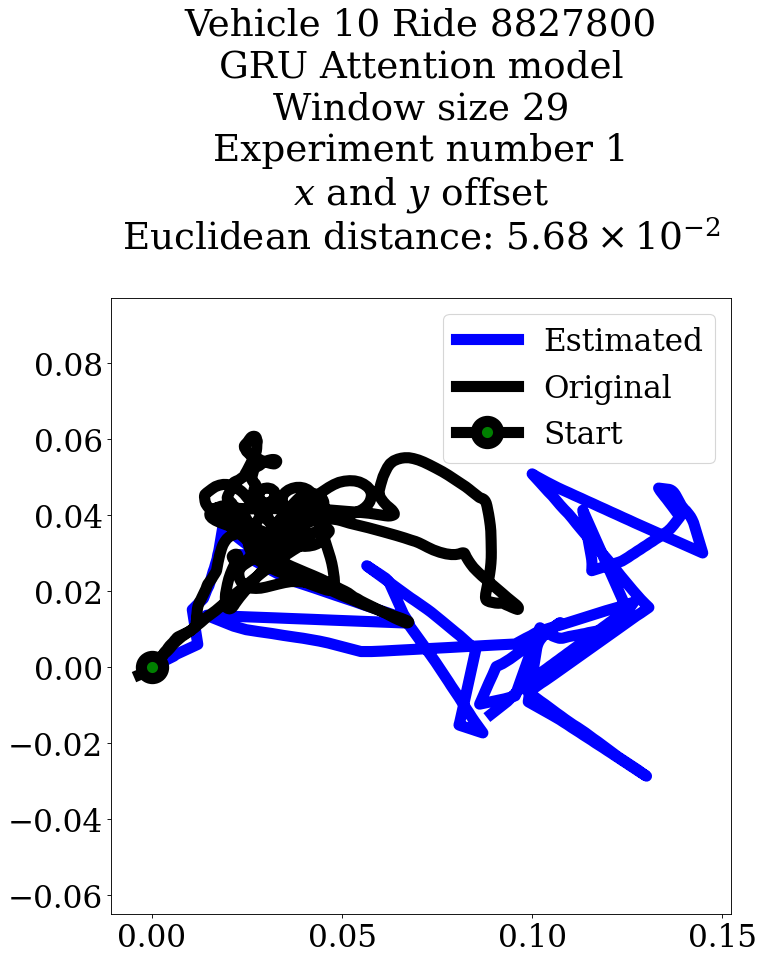 Vehicle 10 Ride 8827800
GRU Attention model
Window size 29
Experiment number 1
x and y offset
Euclidean distance: 5.68 × 10⁻²
Estimated
Original
Start
0.08
0.06
0.04
0.02
0.00
−0.02
−0.04
−0.06
0.00 0.05 0.10 0.15